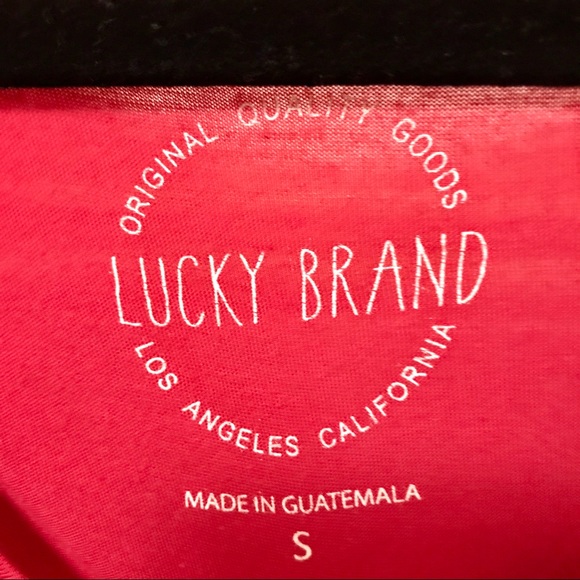 ORIGINAL QUALITY GOODS
LUCKY BRAND
LOS ANGELES CALIFORNIA
MADE IN GUATEMALA
S